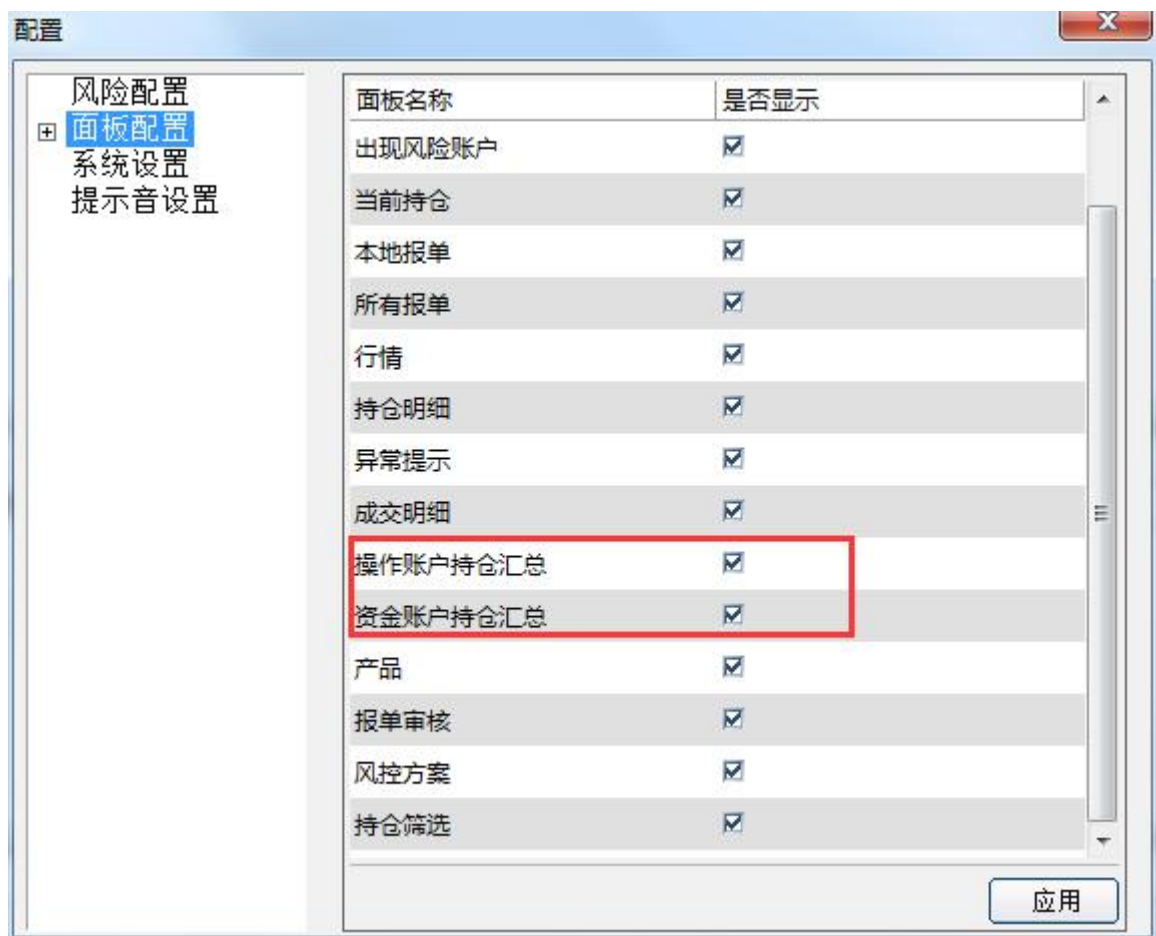 配置
风险配置
面板配置
系统设置
提示音设置
面板名称 是否显示
出现风险账户
当前持仓
本地报单
所有报单
行情
持仓明细
异常提示
成交明细
操作账户持仓汇总
资金账户持仓汇总
产品
报单审核
风控方案
持仓筛选
应用